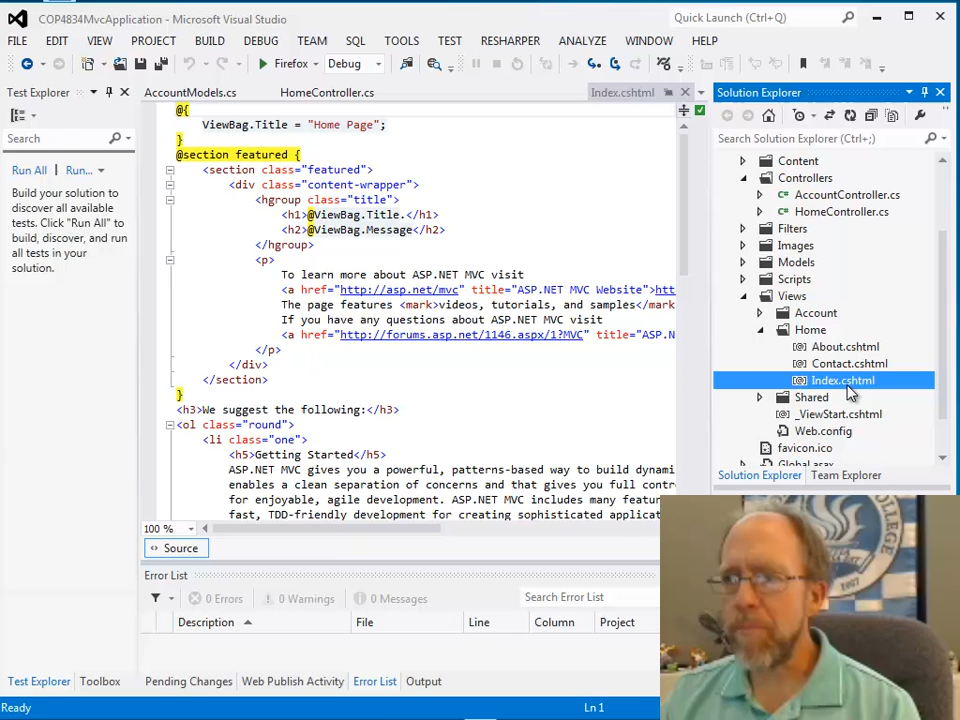 COP4834MvcApplication - Microsoft Visual Studio
Quick Launch (Ctrl+Q)
FILE EDIT VIEW PROJECT BUILD DEBUG TEAM SQL TOOLS TEST RESHARPER ANALYZE WINDOW HELP
Firefox Debug
Test Explorer
Search
Run All Run...
Build your solution to
discover all available
tests. Click "Run All" to
build, discover, and run
all tests in your
solution.
AccountModels.cs HomeController.cs Index.cshtml
@{
ViewBag.Title = "Home Page";
}
@section featured {
<section class="featured">
<div class="content-wrapper">
<hgroup class="title">
<h1>@ViewBag.Title.</h1>
<h2>@ViewBag.Message</h2>
</hgroup>
<p>
To learn more about ASP.NET MVC visit
<a href="http://asp.net/mvc" title="ASP.NET MVC Website">htt
The page features <mark>videos, tutorials, and samples</mark
If you have any questions about ASP.NET MVC visit
<a href="http://forums.asp.net/1146.aspx/1?MVC" title="ASP.N
</p>
</div>
</section>
}
<h3>We suggest the following:</h3>
<ol class="round">
<li class="one">
<h5>Getting Started</h5>
ASP.NET MVC gives you a powerful, patterns-based way to build dynami
enables a clean separation of concerns and that gives you full contr
for enjoyable, agile development. ASP.NET MVC includes many featur
fast, TDD-friendly development for creating sophisticated applicat
100 %
Source
Solution Explorer
Search Solution Explorer (Ctrl+;)
Content
Controllers
C# AccountController.cs
C# HomeController.cs
Filters
Images
Models
Scripts
Views
Account
Home
About.cshtml
Contact.cshtml
Index.cshtml
Shared
_ViewStart.cshtml
Web.config
favicon.ico
Global.asax
Solution Explorer Team Explorer
Error List
0 Errors 0 Warnings 0 Messages Search Error List
Description File Line Column Project
Test Explorer Toolbox Pending Changes Web Publish Activity Error List Output
Ready Ln 1
COLLEGE